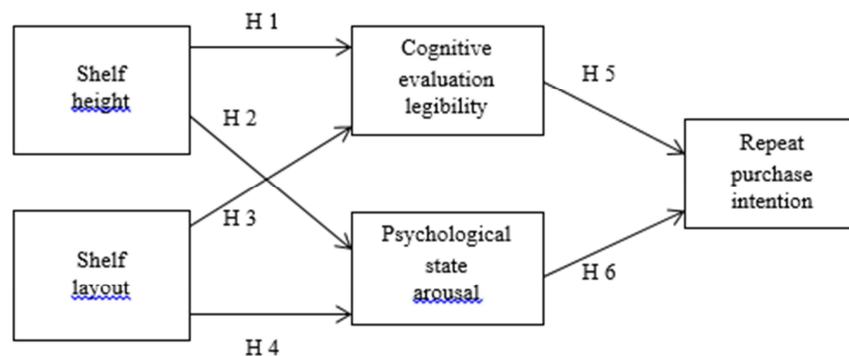 H 1
Shelf
height
Cognitive
evaluation
legibility
H 5
H 2
Repeat
purchase
intention
H 3
Shelf
layout
Psychological
state
arousal
H 6
H 4